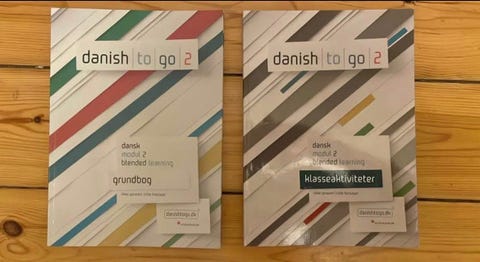 danish to go 2
dansk
modul 2
blended learning
grundbog
danishtogo.dk
danish to go 2
dansk
modul 2
blended learning
klasseaktiviteter
danishtogo.dk